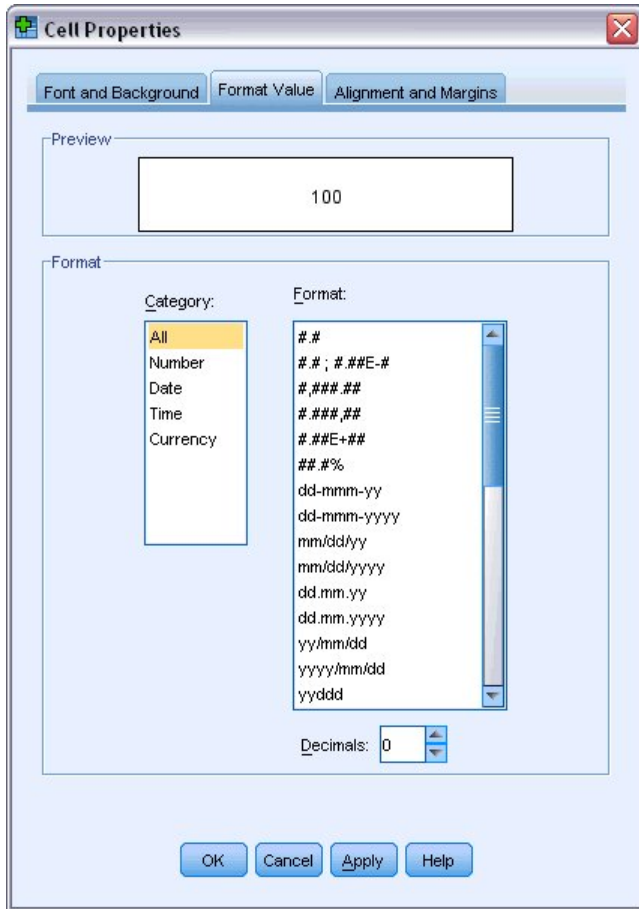 Cell Properties
Font and Background
Format Value
Alignment and Margins
Preview
100
Format
Category:
All
Number
Date
Time
Currency
Format:
#.#
#.# ; #.##E-#
#,###.##
#.###,##
#.##E+##
##.#%
dd-mmm-yy
dd-mmm-yyyy
mm/dd/yy
mm/dd/yyyy
dd.mm.yy
dd.mm.yyyy
yy/mm/dd
yyyy/mm/dd
yyddd
Decimals: 0
OK
Cancel
Apply
Help